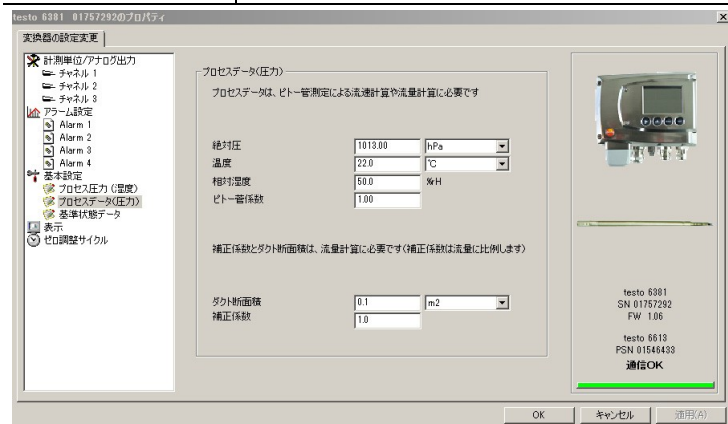 testo 6381 01757292のプロパティ
変換器の設定変更
計測単位/アナログ出力
チャネル 1
チャネル 2
チャネル 3
アラーム設定
Alarm 1
Alarm 2
Alarm 3
Alarm 4
基本設定
プロセス圧力 (湿度)
プロセスデータ(圧力)
基準状態データ
表示
ゼロ調整サイクル
プロセスデータ(圧力)
プロセスデータは、ピトー管測定による流速計算や流量計算に必要です
絶対圧 1013.00 hPa
温度 22.0 ℃
相対湿度 50.0 %rH
ピトー管係数 1.00
補正係数とダクト断面積は、流量計算に必要です(補正係数は流量に比例します)
ダクト断面積 0.1 m2
補正係数 1.0
testo 6381
SN 01757292
FW 1.06
testo 6613
PSN 01546433
通信OK
OK キャンセル 適用(A)